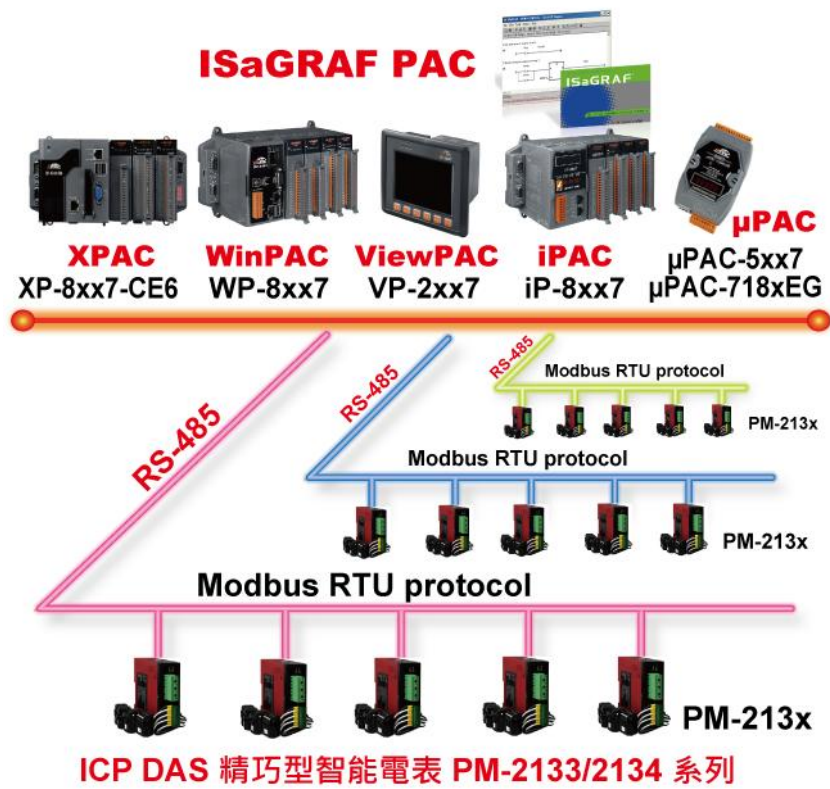 ISaGRAF PAC
ISaGRAF
XPAC
XP-8xx7-CE6
WinPAC
WP-8xx7
ViewPAC
VP-2xx7
iPAC
iP-8xx7
µPAC
µPAC-5xx7
µPAC-718xEG
RS-485
Modbus RTU protocol
PM-213x
RS-485
Modbus RTU protocol
PM-213x
RS-485
Modbus RTU protocol
PM-213x
ICP DAS 精巧型智能電表 PM-2133/2134 系列